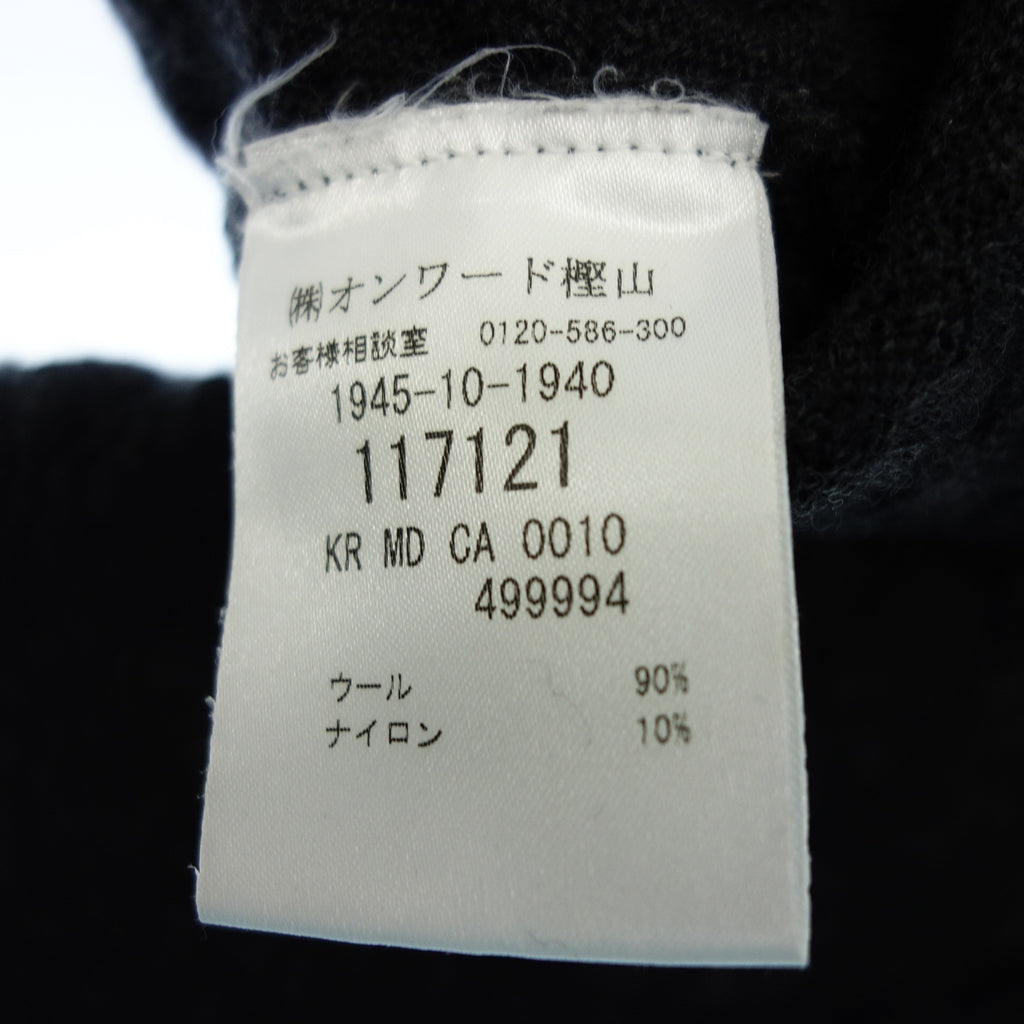 ㈱オンワード樫山
お客様相談室 0120-586-300
1945-10-1940
117121
KR MD CA 0010
499994
ウール 90%
ナイロン 10%